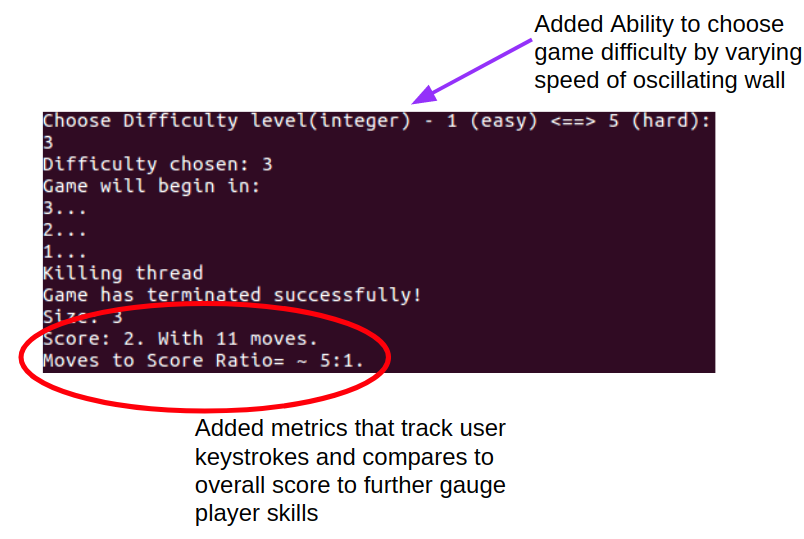 Added Ability to choose
game difficulty by varying
speed of oscillating wall
Choose Difficulty level(integer) - 1 (easy) <==> 5 (hard):
3
Difficulty chosen: 3
Game will begin in:
3...
2...
1...
Killing thread
Game has terminated successfully!
Size: 3
Score: 2. With 11 moves.
Moves to Score Ratio= ~ 5:1.
Added metrics that track user
keystrokes and compares to
overall score to further gauge
player skills